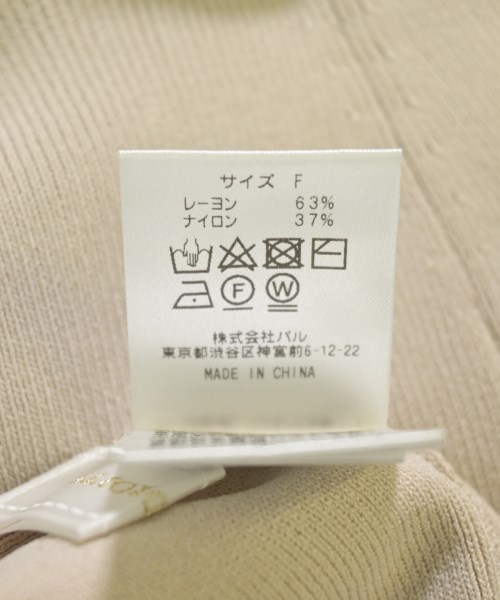 サイズ F
レーヨン 63%
ナイロン 37%
F W
株式会社パル
東京都渋谷区神宮前6-12-22
MADE IN CHINA